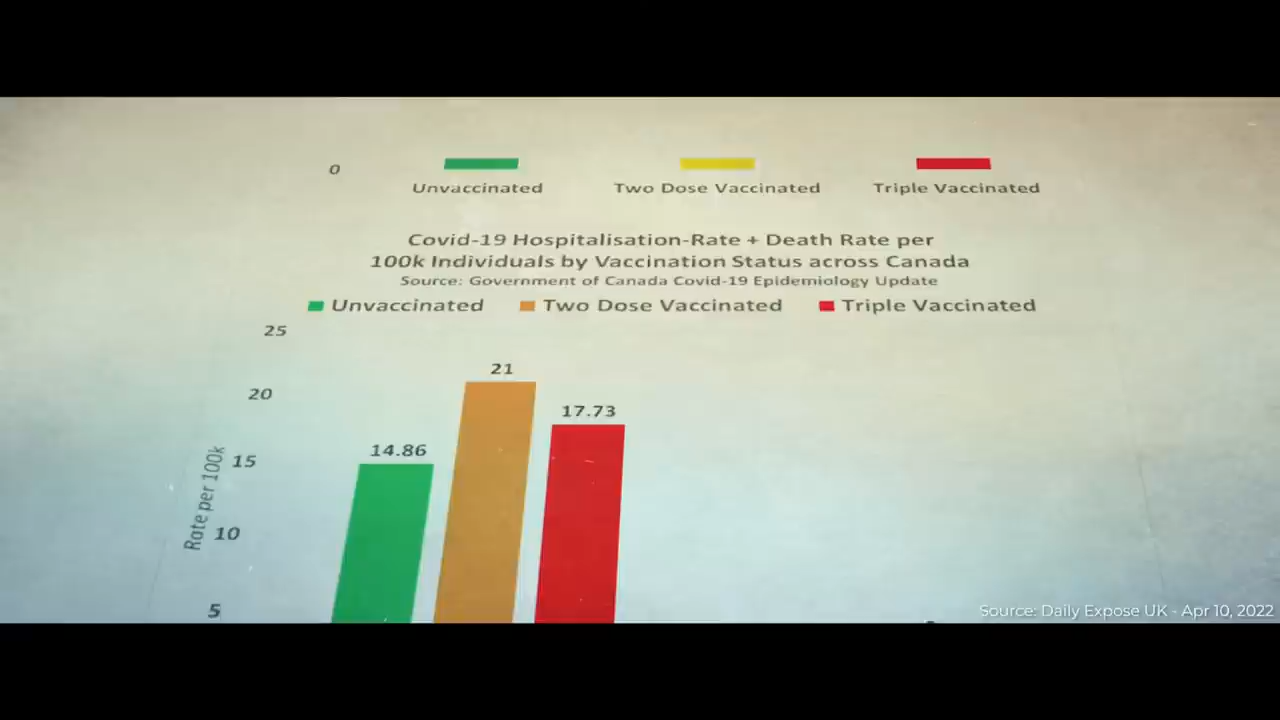 0
Unvaccinated Two Dose Vaccinated Triple Vaccinated
Covid-19 Hospitalisation-Rate + Death Rate per
100k Individuals by Vaccination Status across Canada
Source: Government of Canada Covid-19 Epidemiology Update
Unvaccinated Two Dose Vaccinated Triple Vaccinated
25
21
20
17.73
14.86
15
Rate per 100k
10
5
Source: Daily Expose UK - Apr 10, 2022